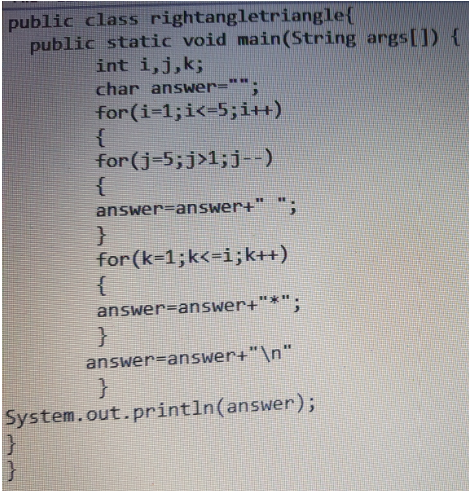 public class rightangletriangle{
public static void main(String args[]) {
int i,j,k;
char answer="";
for(i=1;i<=5;i++)
{
for(j=5;j>1;j--)
{
answer=answer+" ";
}
for(k=1;k<=i;k++)
{
answer=answer+"*";
}
answer=answer+"\n"
}
System.out.println(answer);
}
}